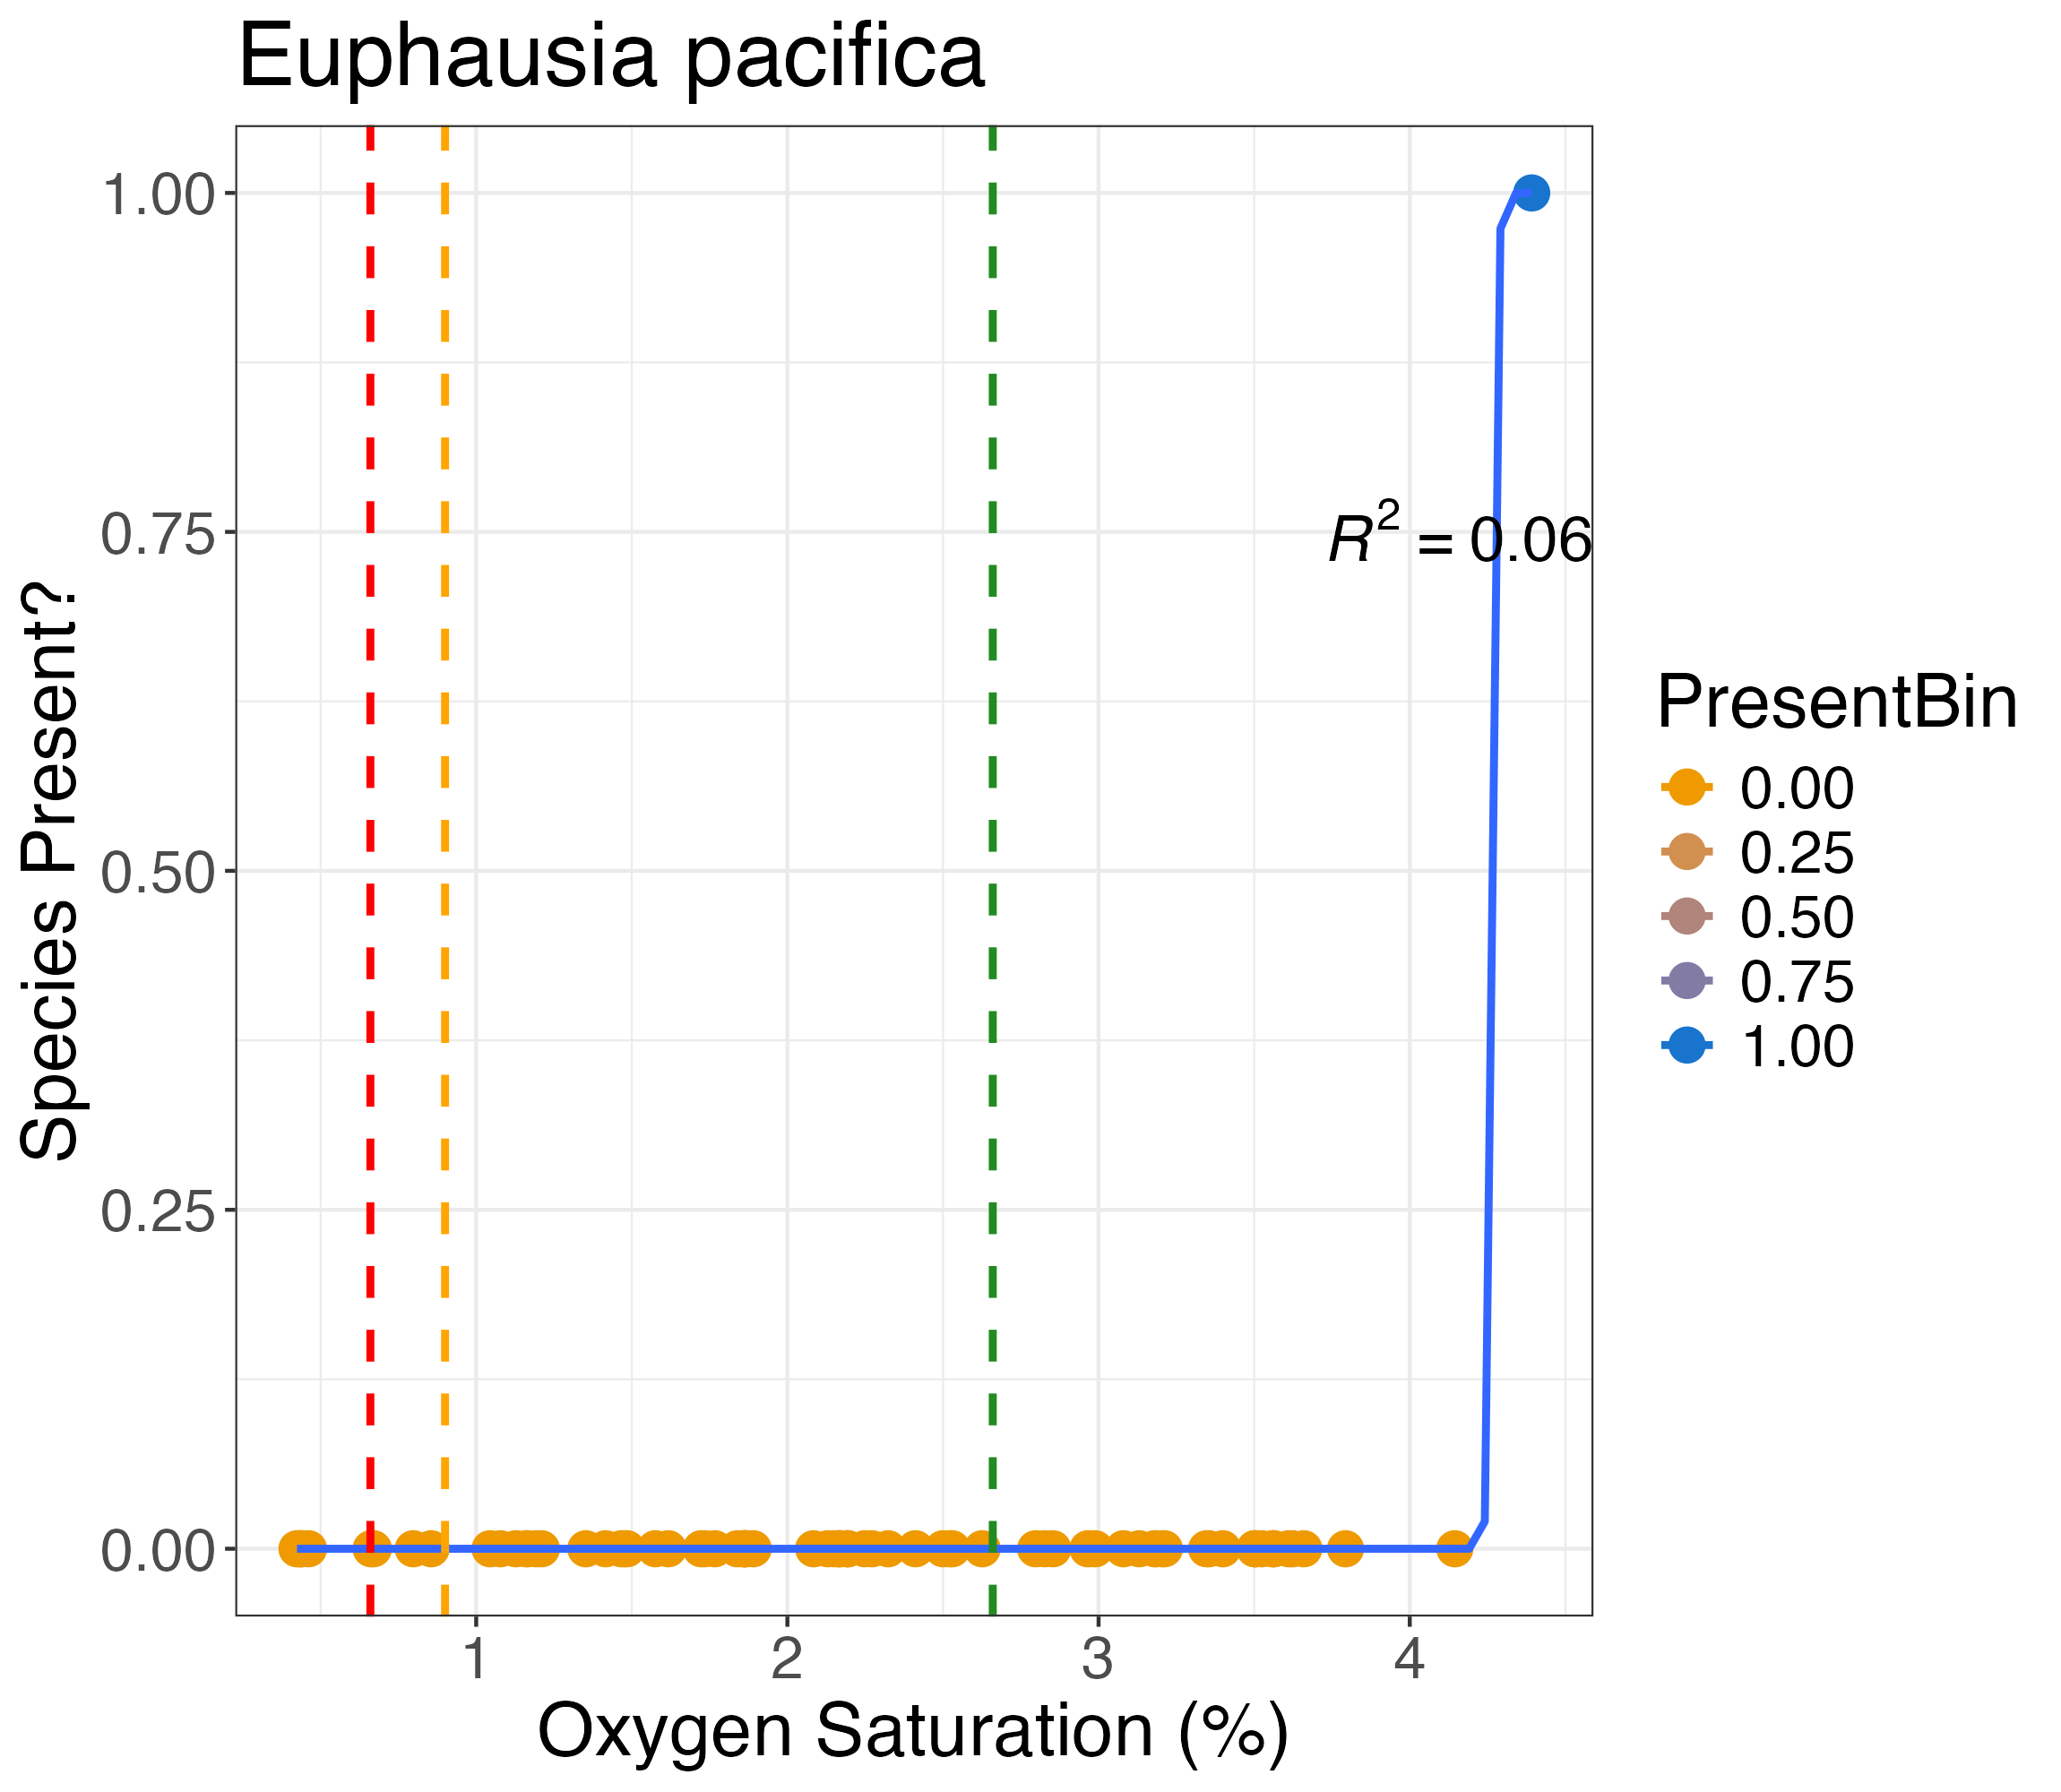 Euphausia pacifica
1.00
0.75
0.50
0.25
0.00
Species Present?
R² = 0.06
1 2 3 4
Oxygen Saturation (%)
PresentBin
0.00
0.25
0.50
0.75
1.00